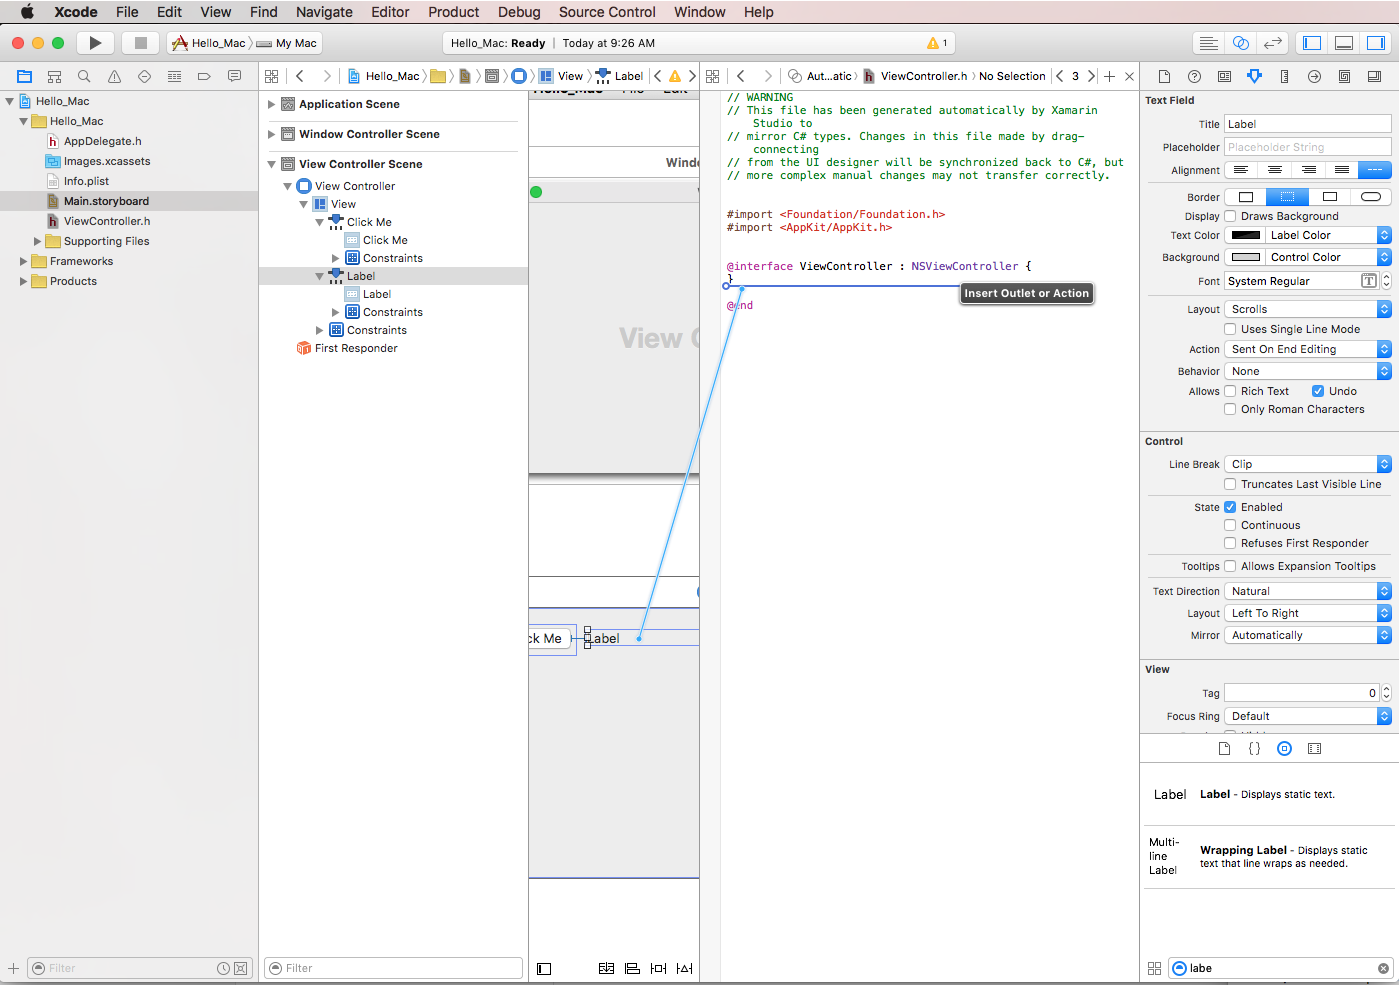 Xcode File Edit View Find Navigate Editor Product Debug Source Control Window Help
Hello_Mac My Mac
Hello_Mac: Ready | Today at 9:26 AM
1
Hello_Mac
Hello_Mac
AppDelegate.h
Images.xcassets
Info.plist
Main.storyboard
ViewController.h
Supporting Files
Frameworks
Products
Filter
Hello_Mac View Label
Application Scene
Window Controller Scene
View Controller Scene
View Controller
View
Click Me
Click Me
Constraints
Label
Label
Constraints
Constraints
First Responder
Filter
Windo
View C
ck Me
Label
Aut...atic ViewController.h No Selection 3
// WARNING
// This file has been generated automatically by Xamarin
Studio to
// mirror C# types. Changes in this file made by drag-
connecting
// from the UI designer will be synchronized back to C#, but
// more complex manual changes may not transfer correctly.
#import <Foundation/Foundation.h>
#import <AppKit/AppKit.h>
@interface ViewController : NSViewController {
}
Insert Outlet or Action
@end
Text Field
Title Label
Placeholder Placeholder String
Alignment
Border
Display Draws Background
Text Color Label Color
Background Control Color
Font System Regular T
Layout Scrolls
Uses Single Line Mode
Action Sent On End Editing
Behavior None
Allows Rich Text Undo
Only Roman Characters
Control
Line Break Clip
Truncates Last Visible Line
State Enabled
Continuous
Refuses First Responder
Tooltips Allows Expansion Tooltips
Text Direction Natural
Layout Left To Right
Mirror Automatically
View
Tag 0
Focus Ring Default
{ }
Label
Label - Displays static text.
Multi-
line
Label
Wrapping Label - Displays static
text that line wraps as needed.
labe